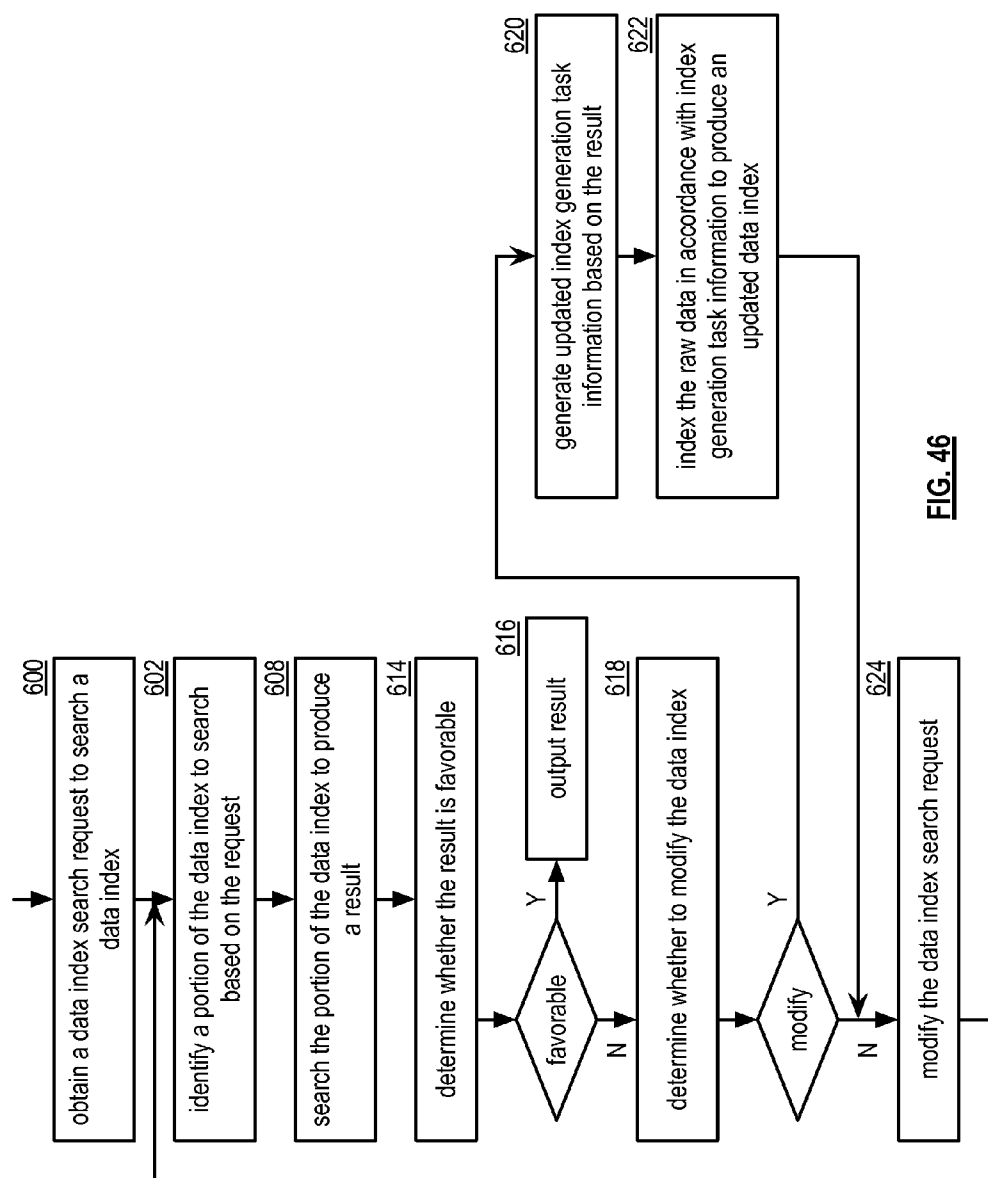 600
obtain a data index search request to search a
data index
602
identify a portion of the data index to search
based on the request
608
search the portion of the data index to produce
a result
614
determine whether the result is favorable
favorable
Y
N
616
output result
618
determine whether to modify the data index
modify
Y
N
620
generate updated index generation task
information based on the result
622
index the raw data in accordance with index
generation task information to produce an
updated data index
624
modify the data index search request
FIG. 46